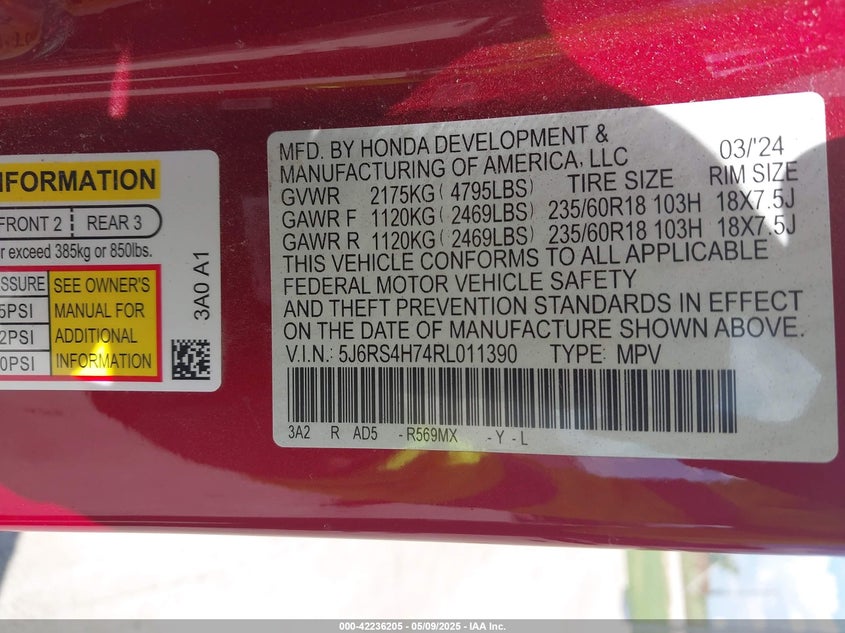 NFORMATION
FRONT 2 REAR 3
r exceed 385kg or 850lbs.
SSURE SEE OWNER'S
5PSI MANUAL FOR
2PSI ADDITIONAL
0PSI INFORMATION
3A0 A1
MFD. BY HONDA DEVELOPMENT & 03/'24
MANUFACTURING OF AMERICA, LLC
GVWR 2175KG( 4795LBS) TIRE SIZE RIM SIZE
GAWR F 1120KG( 2469LBS) 235/60R18 103H 18X7.5J
GAWR R 1120KG( 2469LBS) 235/60R18 103H 18X7.5J
THIS VEHICLE CONFORMS TO ALL APPLICABLE
FEDERAL MOTOR VEHICLE SAFETY
AND THEFT PREVENTION STANDARDS IN EFFECT
ON THE DATE OF MANUFACTURE SHOWN ABOVE.
V.I.N.: 5J6RS4H74RL011390 TYPE: MPV
3A2 R AD5 -R569MX -Y-L
000-42236205 - 05/09/2025 - IAA Inc.